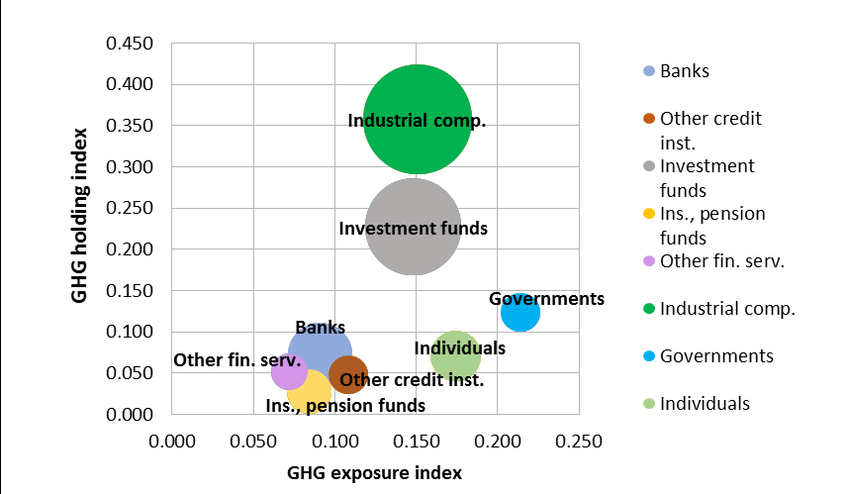 0.450
0.400
0.350
0.300
0.250
0.200
0.150
0.100
0.050
0.000
GHG holding index
Industrial comp.
Investment funds
Governments
Banks
Individuals
Other fin. serv.
Other credit inst.
Ins., pension funds
0.000 0.050 0.100 0.150 0.200 0.250
GHG exposure index
Banks
Other credit
inst.
Investment
funds
Ins., pension
funds
Other fin. serv.
Industrial comp.
Governments
Individuals